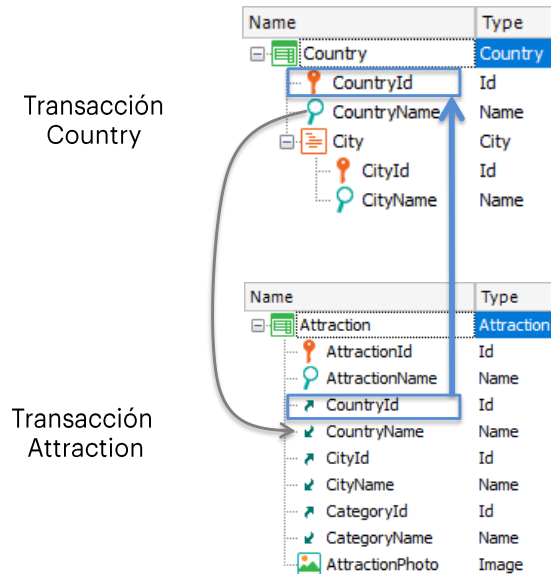 Name Type
Country Country
CountryId Id
Transacción
Country
CountryName Name
City City
CityId Id
CityName Name
Name Type
Attraction Attraction
AttractionId Id
AttractionName Name
CountryId Id
Transacción
Attraction
CountryName Name
CityId Id
CityName Name
CategoryId Id
CategoryName Name
AttractionPhoto Image